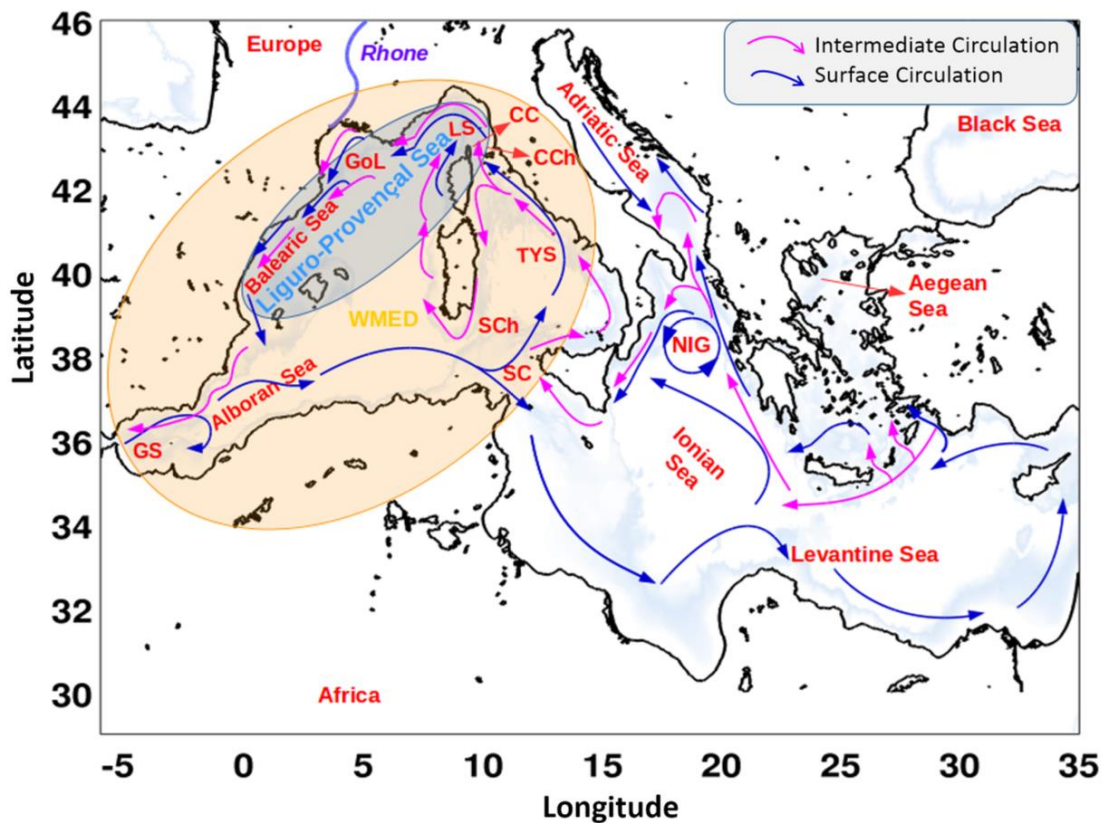 46
44
42
40
38
36
34
32
30
Latitude
-5
0
5
10
15
20
25
30
35
Longitude
Intermediate Circulation
Surface Circulation
Europe
Rhone
Black Sea
Adriatic Sea
LS
CC
CCh
GoL
Balearic Sea
Liguro-Provençal Sea
TYS
Aegean
Sea
WMED
SCh
NIG
SC
Alboran Sea
GS
Ionian
Sea
Levantine Sea
Africa